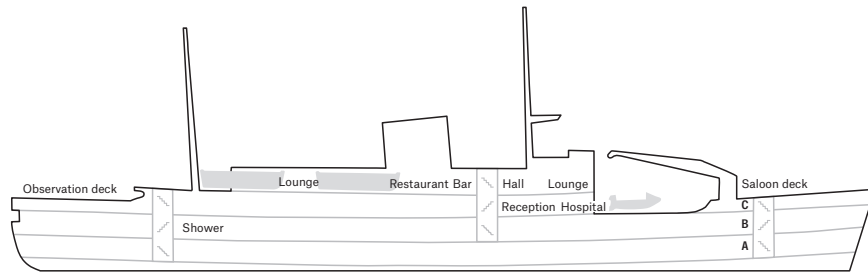 Observation deck
Lounge
Restaurant Bar
Hall
Lounge
Saloon deck
Reception Hospital
Shower
C
B
A